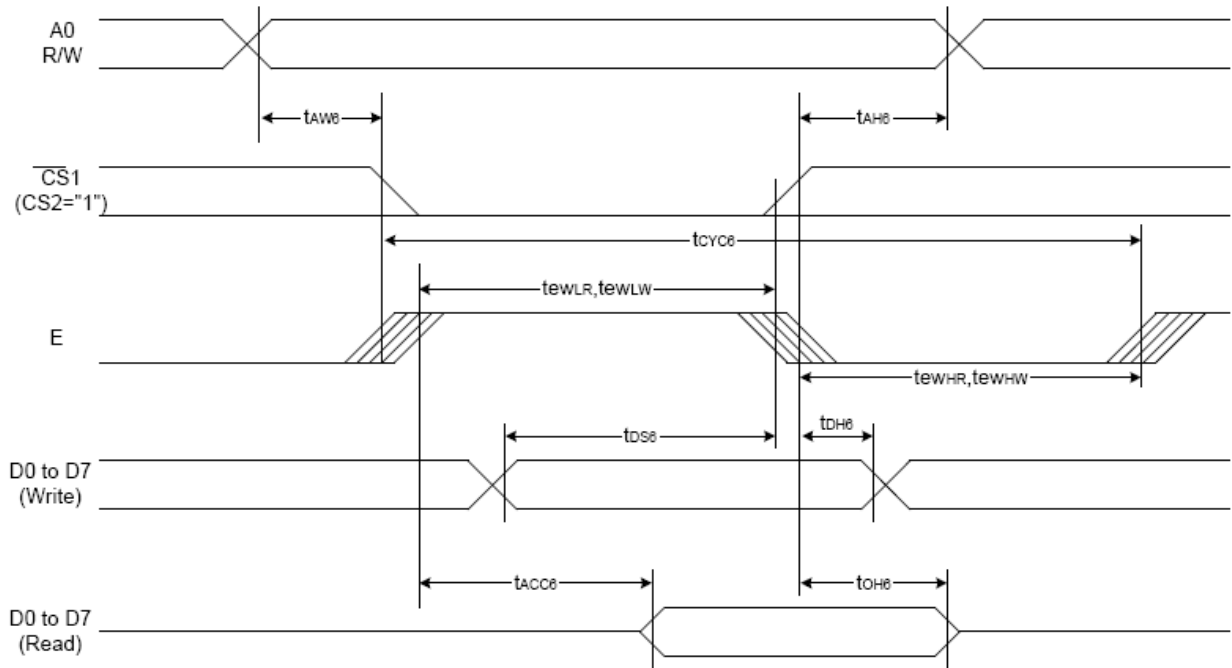 A0
R/W
tAW6
tAH6
CS1
(CS2="1")
tCYC6
tewLR,tewLW
E
tewHR,tewHW
tDS6
tDH6
D0 to D7
(Write)
tACC6
tOH6
D0 to D7
(Read)